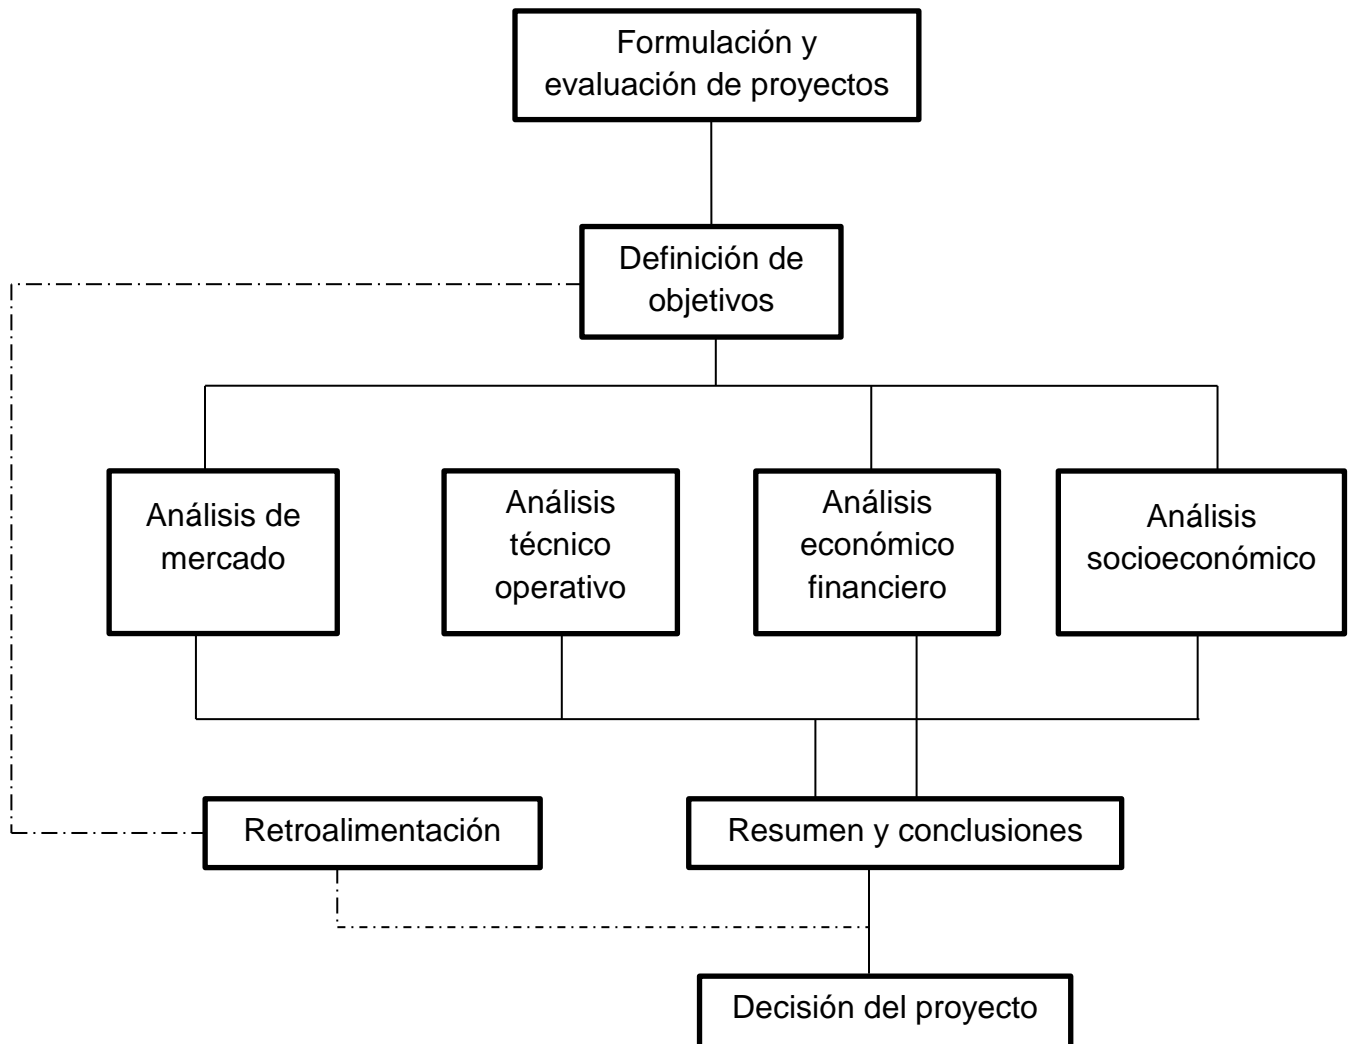 Formulación y
evaluación de proyectos
Definición de
objetivos
Análisis de
mercado
Análisis
técnico
operativo
Análisis
económico
financiero
Análisis
socioeconómico
Retroalimentación
Resumen y conclusiones
Decisión del proyecto